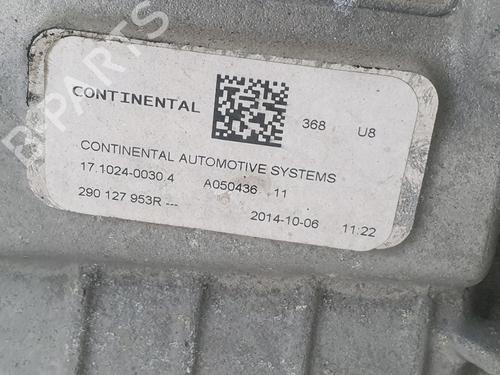 CONTINENTAL 368 U8
CONTINENTAL AUTOMOTIVE SYSTEMS
17.1024-0030.4 A050436 11
290 127 953R --- 2014-10-06 11:22
B-PARTS